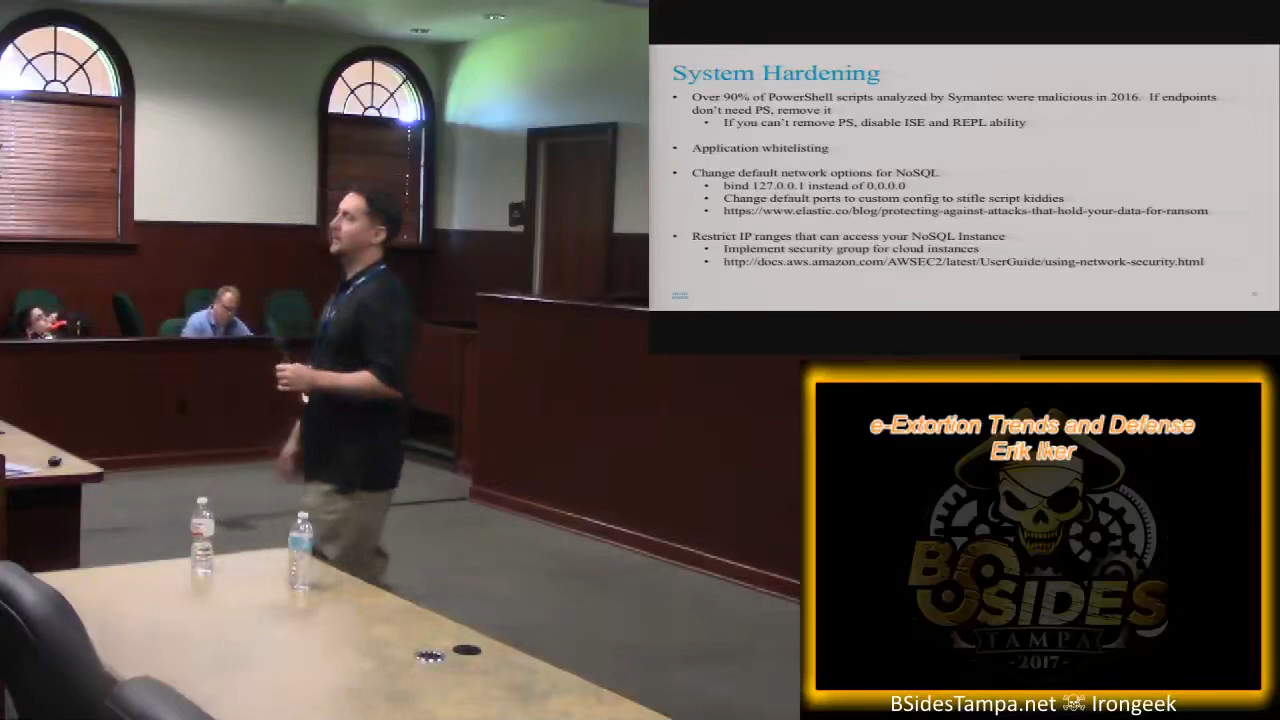 System Hardening
• Over 90% of PowerShell scripts analyzed by Symantec were malicious in 2016.  If endpoints
don't need PS, remove it
• If you can't remove PS, disable ISE and REPL ability
• Application whitelisting
• Change default network options for NoSQL
• bind 127.0.0.1 instead of 0.0.0.0
• Change default ports to custom config to stifle script kiddies
• https://www.elastic.co/blog/protecting-against-attacks-that-hold-your-data-for-ransom
• Restrict IP ranges that can access your NoSQL Instance
• Implement security group for cloud instances
• http://docs.aws.amazon.com/AWSEC2/latest/UserGuide/using-network-security.html
e-Extortion Trends and Defense
Erik Iker
BSIDES
TAMPA
-2017-
BSidesTampa.net ☠ Irongeek